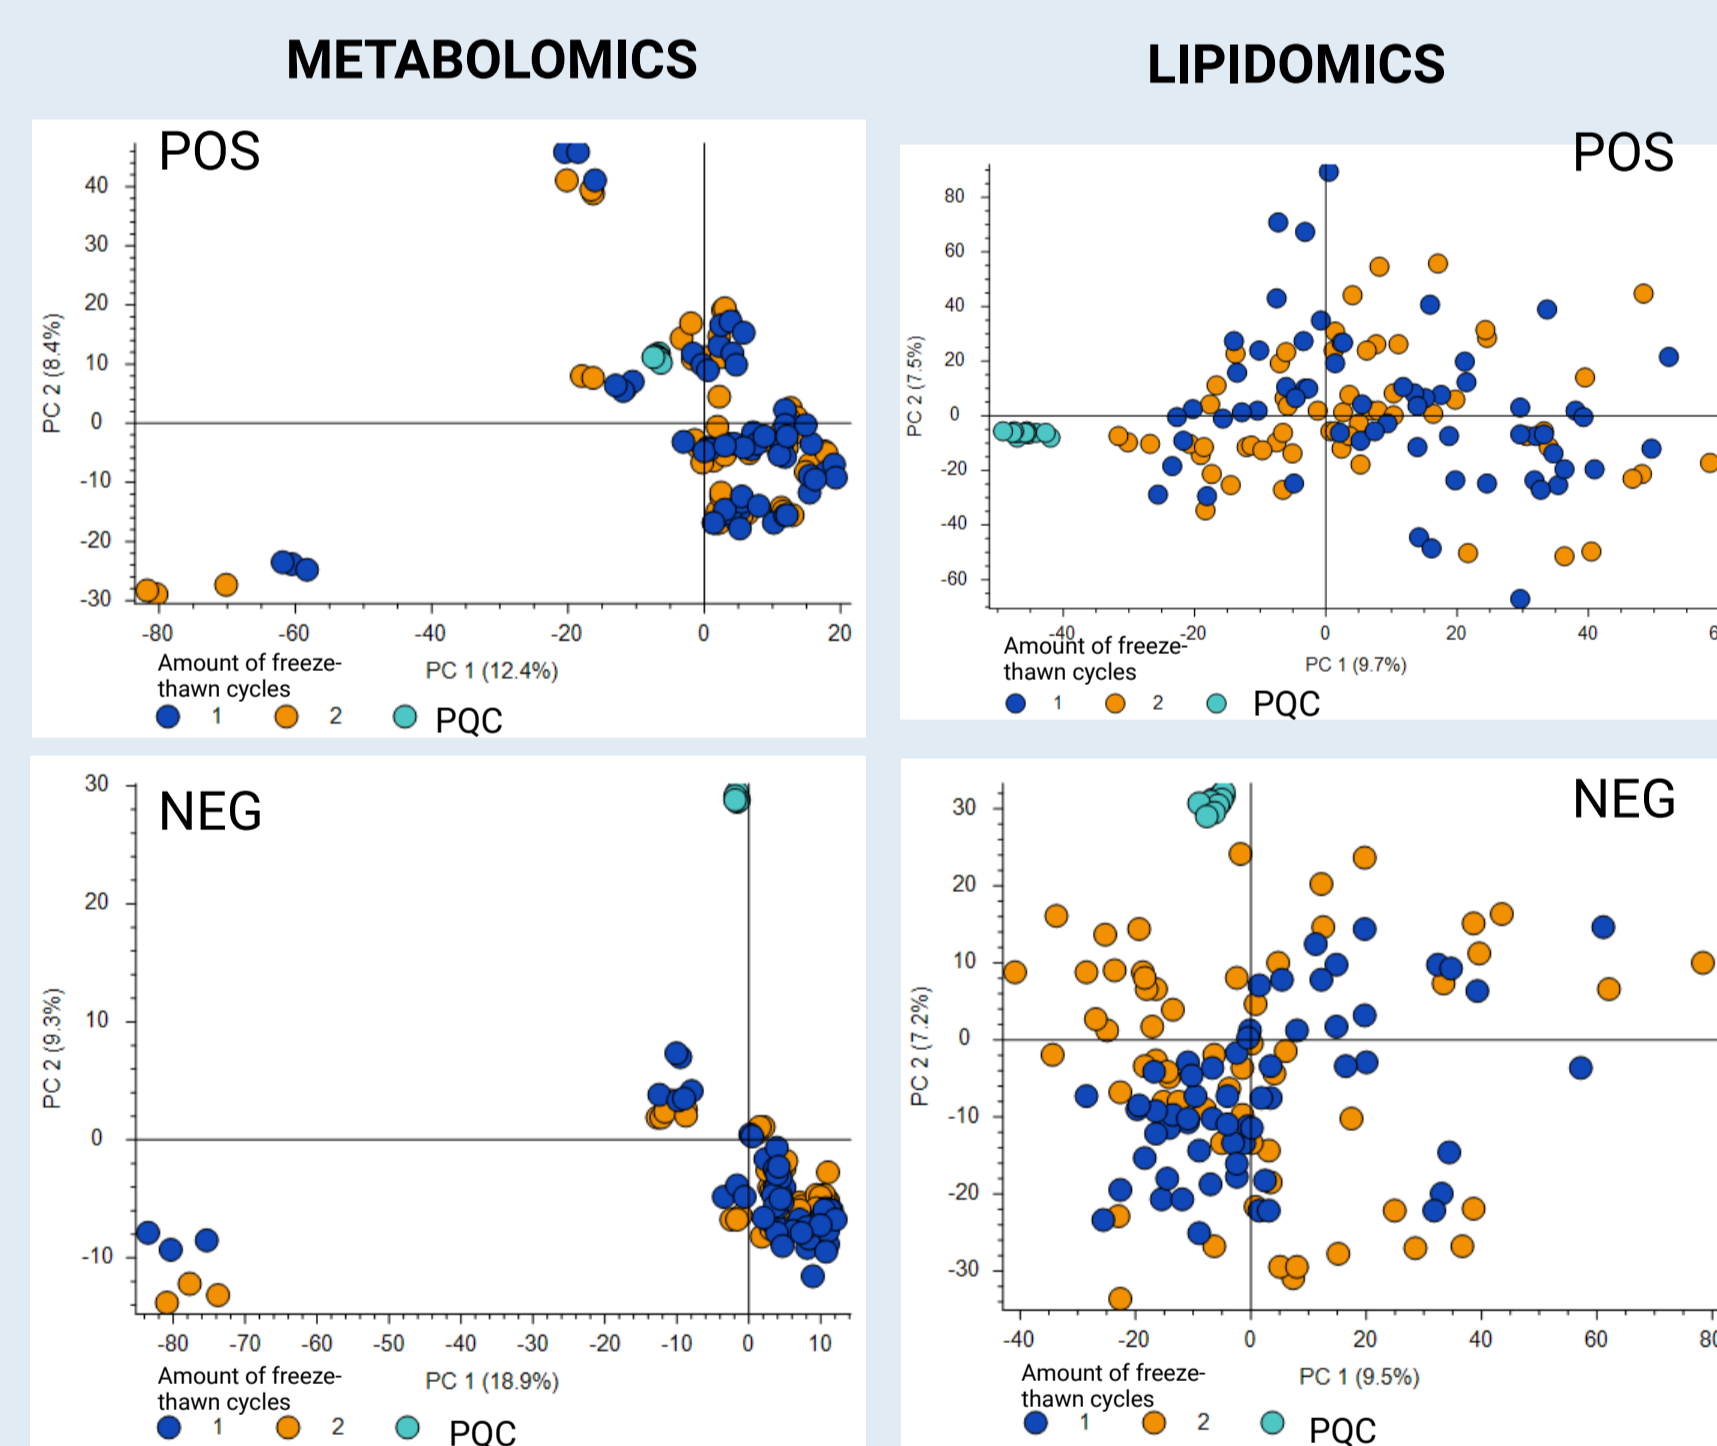 METABOLOMICS
LIPIDOMICS
POS
40
30
20
10
0
-10
-20
-30
PC 2 (8.4%)
-80
-60
-40
-20
0
20
PC 1 (12.4%)
Amount of freeze-
thawn cycles
1
2
PQC
POS
80
60
40
20
0
-20
-40
-60
PC 2 (7.5%)
-40
-20
0
20
40
6
PC 1 (9.7%)
Amount of freeze-
thawn cycles
1
2
PQC
NEG
30
20
10
0
-10
PC 2 (9.3%)
-80
-70
-60
-50
-40
-30
-20
-10
0
10
PC 1 (18.9%)
Amount of freeze-
thawn cycles
1
2
PQC
NEG
30
20
10
0
-10
-20
-30
PC 2 (7.2%)
-40
-20
0
20
40
60
80
PC 1 (9.5%)
Amount of freeze-
thawn cycles
1
2
PQC